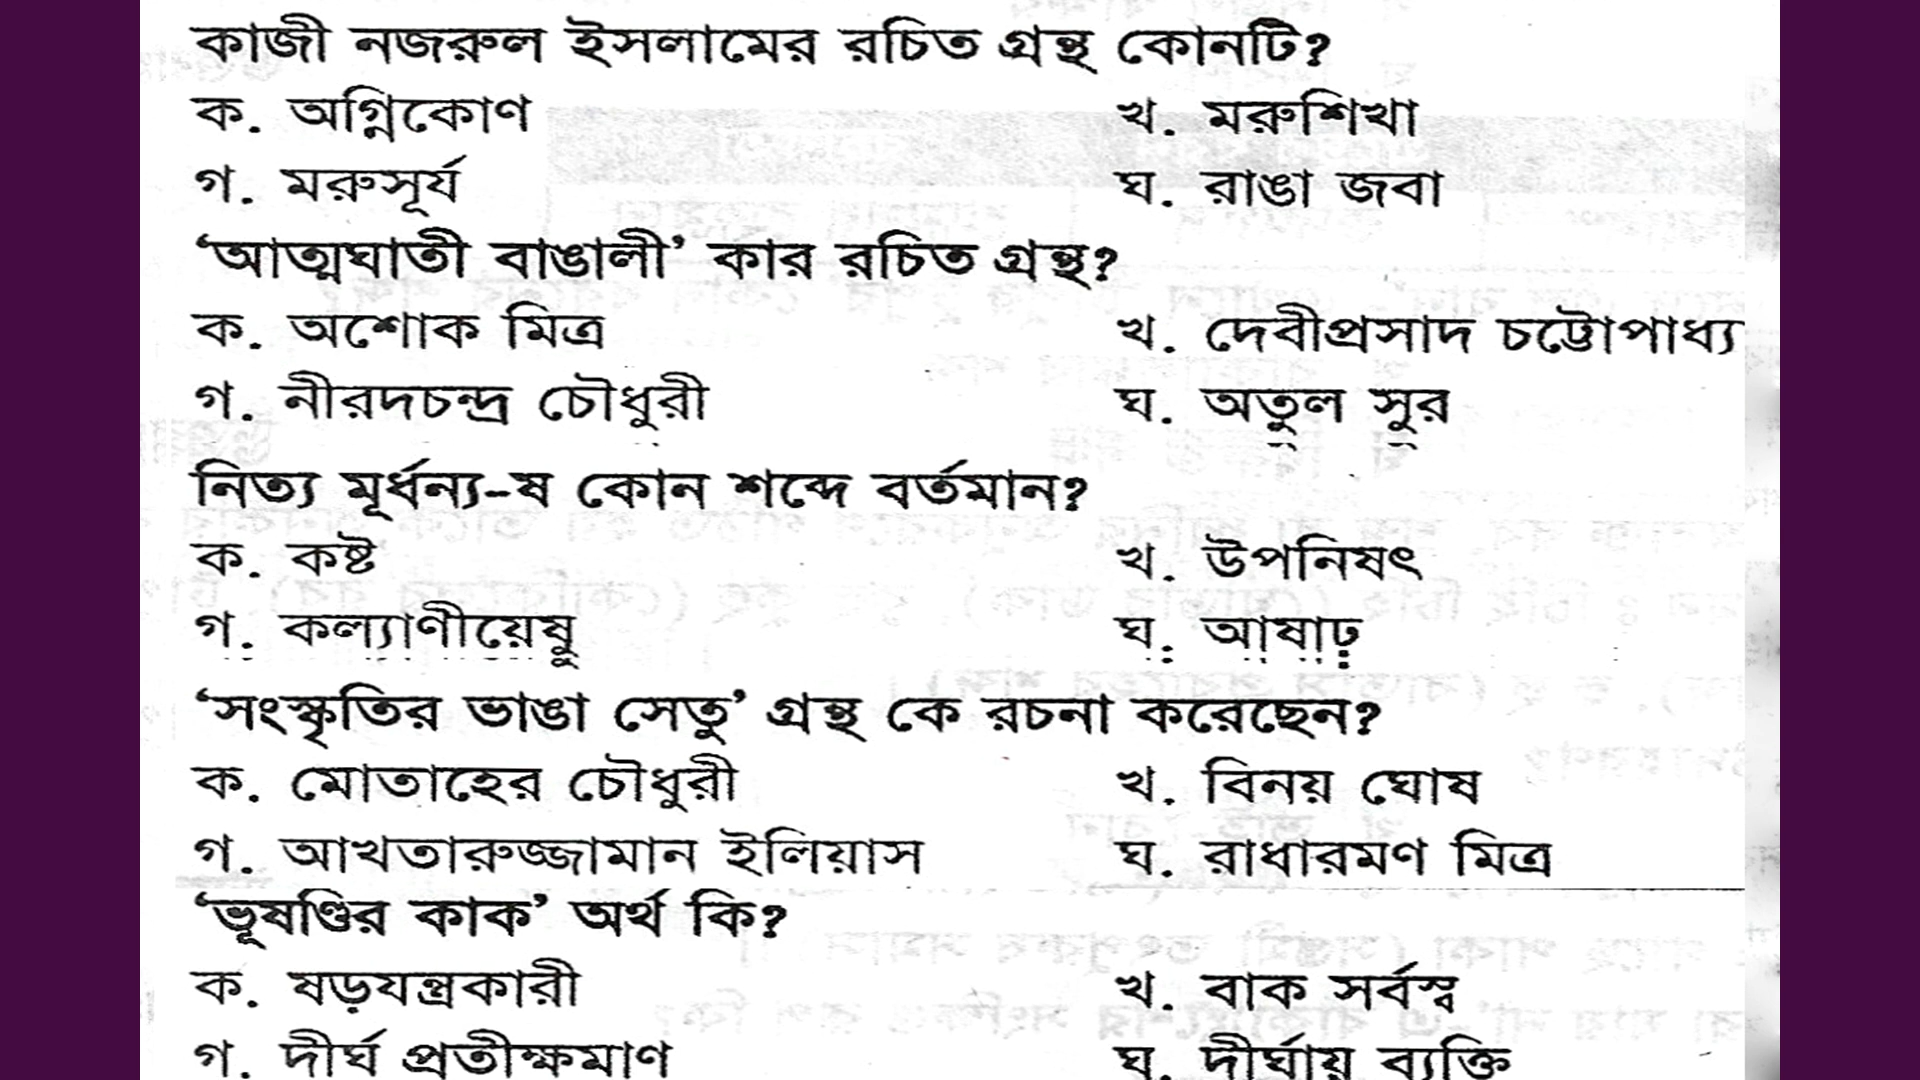 কাজী নজরুল ইসলামের রচিত গ্রন্থ কোনটি?
ক. অগ্নিকোণ খ. মরুশিখা
গ. মরুসূর্য ঘ. রাঙা জবা
‘আত্মঘাতী বাঙালী’ কার রচিত গ্রন্থ?
ক. অশোক মিত্র খ. দেবীপ্রসাদ চট্টোপাধ্য
গ. নীরদচন্দ্র চৌধুরী ঘ. অতুল সুর
নিত্য মূর্ধন্য-ষ কোন শব্দে বর্তমান?
ক. কষ্ট খ. উপনিষৎ
গ. কল্যাণীয়েষু ঘ. আষাঢ়
‘সংস্কৃতির ভাঙা সেতু’ গ্রন্থ কে রচনা করেছেন?
ক. মোতাহের চৌধুরী খ. বিনয় ঘোষ
গ. আখতারুজ্জামান ইলিয়াস ঘ. রাধারমণ মিত্র
‘ভূষণ্ডির কাক’ অর্থ কি?
ক. ষড়যন্ত্রকারী খ. বাক সর্বস্ব
গ. দীর্ঘ প্রতীক্ষমাণ ঘ. দীর্ঘায়ু ব্যক্তি